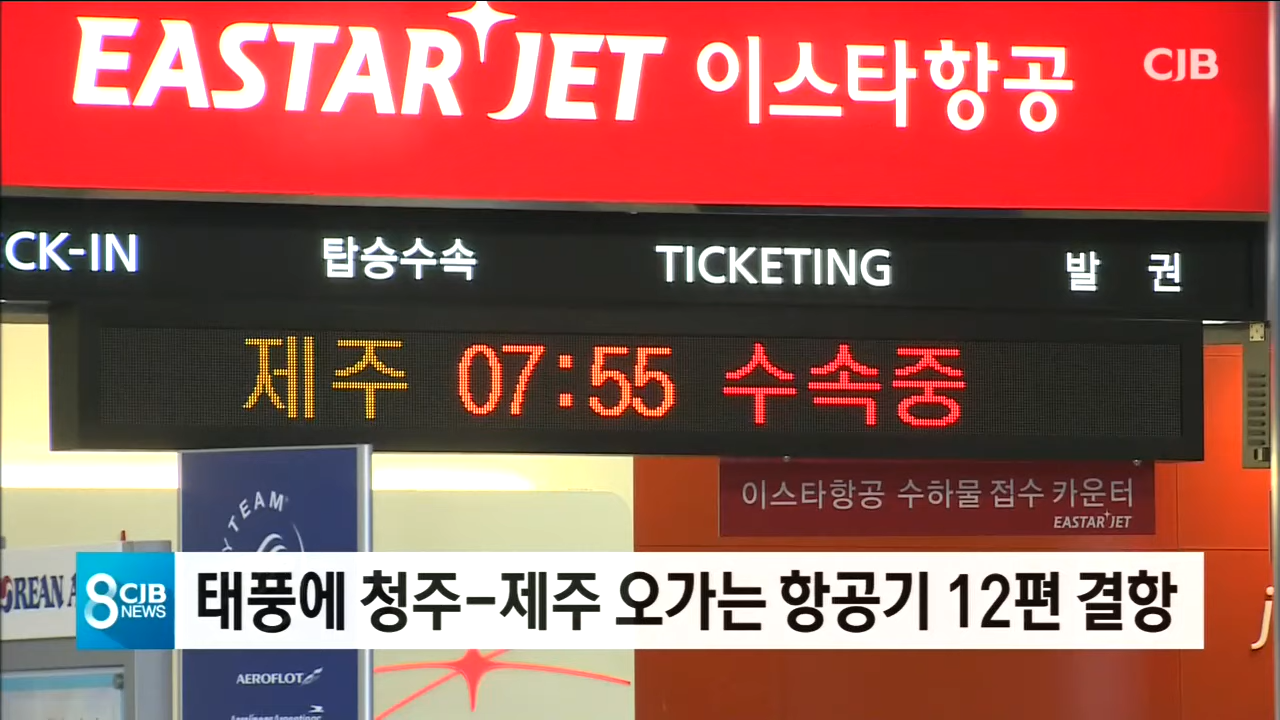 EASTAR JET 이스타항공
CJB
CK-IN 탑승수속 TICKETING 발 권
제주 07:55 수속중
이스타항공 수하물 접수 카운터
EASTAR JET
Y TEAM
OREAN A
8 CJB NEWS
태풍에 청주-제주 오가는 항공기 12편 결항
AEROFLOT
Aerolineas Argentinas
j